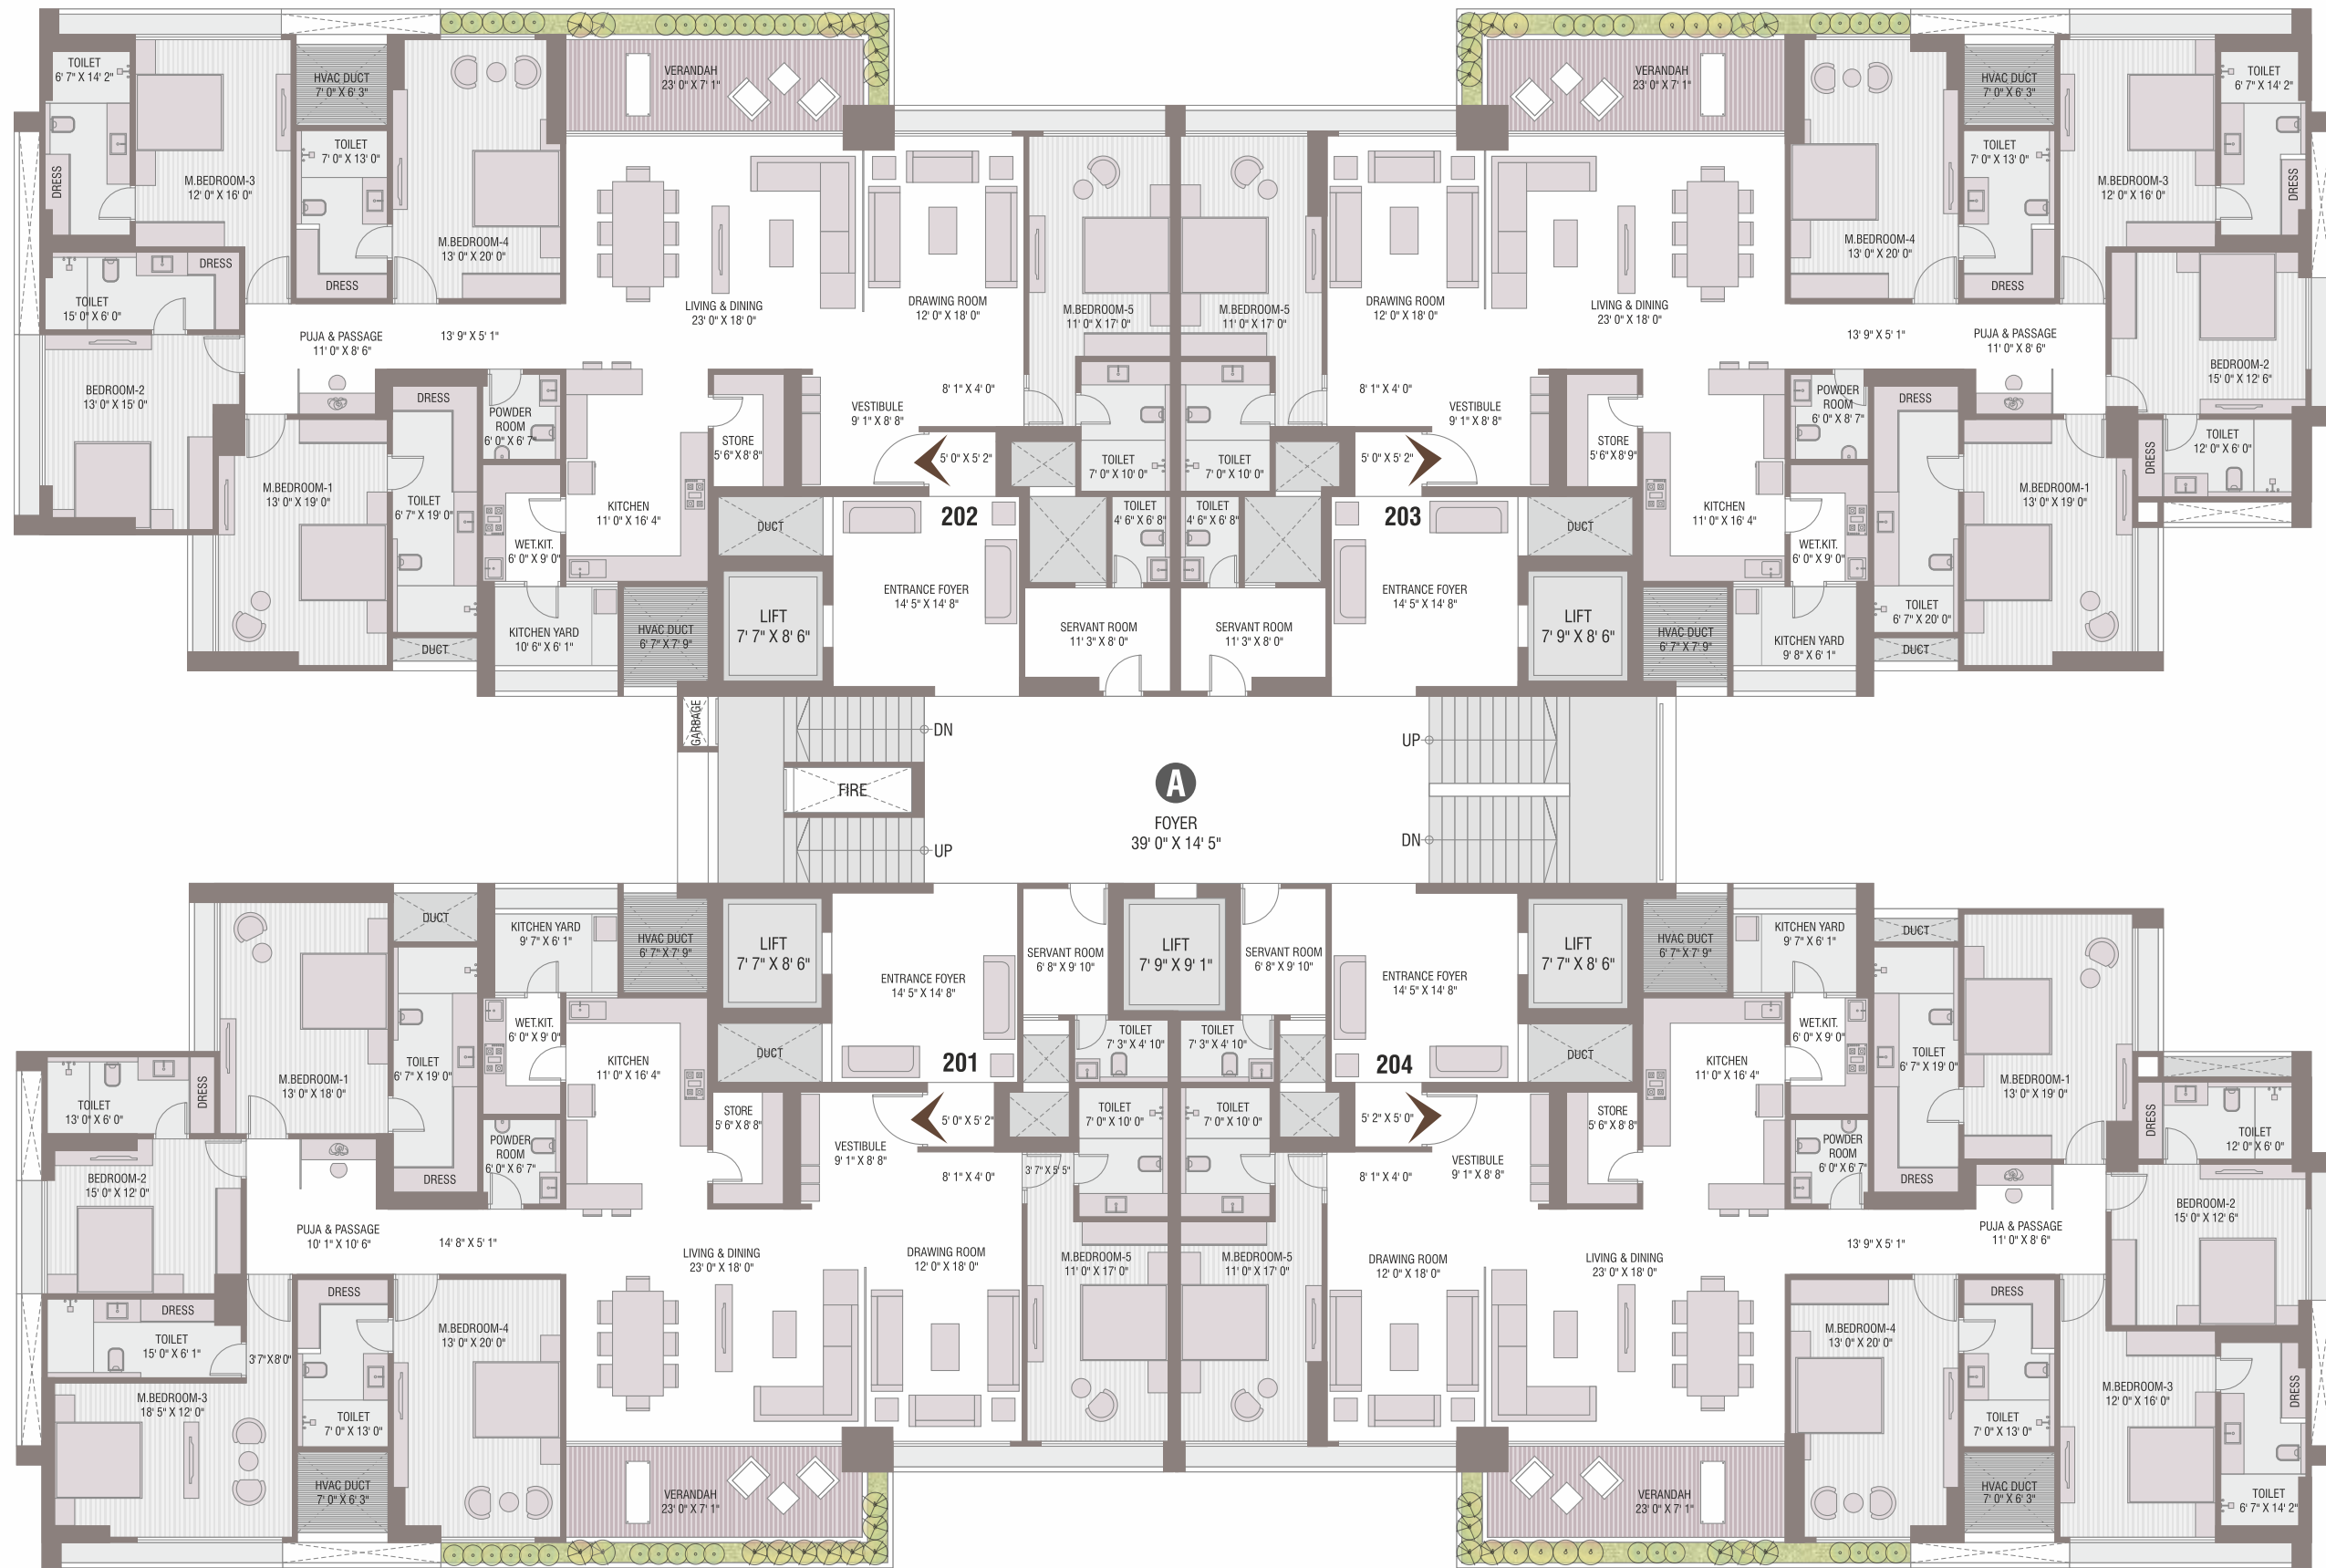 TOILET
6' 7" X 14' 2"
DRESS
M.BEDROOM-3
12' 0" X 16' 0"
HVAC DUCT
7' 0" X 6' 3"
TOILET
7' 0" X 13' 0"
DRESS
M.BEDROOM-4
13' 0" X 20' 0"
VERANDAH
23' 0" X 7' 1"
LIVING & DINING
23' 0" X 18' 0"
DRAWING ROOM
12' 0" X 18' 0"
M.BEDROOM-5
11' 0" X 17' 0"
DRESS
TOILET
15' 0" X 6' 0"
PUJA & PASSAGE
11' 0" X 8' 6"
13' 9" X 5' 1"
BEDROOM-2
13' 0" X 15' 0"
M.BEDROOM-1
13' 0" X 19' 0"
DRESS
TOILET
6' 7" X 19' 0"
DUCT
POWDER
ROOM
6' 0" X 6' 7"
WET.KIT.
6' 0" X 9' 0"
KITCHEN
11' 0" X 16' 4"
KITCHEN YARD
10' 6" X 6' 1"
HVAC DUCT
6' 7" X 7' 9"
STORE
5' 6" X 8' 8"
VESTIBULE
9' 1" X 8' 8"
8' 1" X 4' 0"
5' 0" X 5' 2"
TOILET
7' 0" X 10' 0"
DUCT
202
TOILET
4' 6" X 6' 8"
LIFT
7' 7" X 8' 6"
ENTRANCE FOYER
14' 5" X 14' 8"
SERVANT ROOM
11' 3" X 8' 0"
VERANDAH
23' 0" X 7' 1"
HVAC DUCT
7' 0" X 6' 3"
TOILET
6' 7" X 14' 2"
TOILET
7' 0" X 13' 0"
M.BEDROOM-3
12' 0" X 16' 0"
DRESS
M.BEDROOM-4
13' 0" X 20' 0"
DRESS
M.BEDROOM-5
11' 0" X 17' 0"
DRAWING ROOM
12' 0" X 18' 0"
LIVING & DINING
23' 0" X 18' 0"
13' 9" X 5' 1"
PUJA & PASSAGE
11' 0" X 8' 6"
BEDROOM-2
15' 0" X 12' 6"
8' 1" X 4' 0"
VESTIBULE
9' 1" X 8' 8"
POWDER
ROOM
6' 0" X 8' 7"
DRESS
STORE
5' 6" X 8' 9"
TOILET
12' 0" X 6' 0"
DRESS
5' 0" X 5' 2"
TOILET
7' 0" X 10' 0"
M.BEDROOM-1
13' 0" X 19' 0"
TOILET
4' 6" X 6' 8"
203
DUCT
KITCHEN
11' 0" X 16' 4"
WET.KIT.
6' 0" X 9' 0"
ENTRANCE FOYER
14' 5" X 14' 8"
LIFT
7' 9" X 8' 6"
SERVANT ROOM
11' 3" X 8' 0"
HVAC DUCT
6' 7" X 7' 9"
KITCHEN YARD
9' 8" X 6' 1"
TOILET
6' 7" X 20' 0"
DUCT
GARBAGE
DN
FIRE
UP
A
FOYER
39' 0" X 14' 5"
UP
DN
DUCT
KITCHEN YARD
9' 7" X 6' 1"
HVAC DUCT
6' 7" X 7' 9"
LIFT
7' 7" X 8' 6"
ENTRANCE FOYER
14' 5" X 14' 8"
SERVANT ROOM
6' 8" X 9' 10"
LIFT
7' 9" X 9' 1"
WET.KIT.
6' 0" X 9' 0"
KITCHEN
11' 0" X 16' 4"
DUCT
201
TOILET
7' 3" X 4' 10"
M.BEDROOM-1
13' 0" X 18' 0"
TOILET
6' 7" X 19' 0"
DRESS
TOILET
13' 0" X 6' 0"
DRESS
STORE
5' 6" X 8' 8"
5' 0" X 5' 2"
TOILET
7' 0" X 10' 0"
POWDER
ROOM
6' 0" X 6' 7"
VESTIBULE
9' 1" X 8' 8"
8' 1" X 4' 0"
3' 7" X 5' 5"
BEDROOM-2
15' 0" X 12' 0"
PUJA & PASSAGE
10' 1" X 10' 6"
14' 8" X 5' 1"
LIVING & DINING
23' 0" X 18' 0"
DRAWING ROOM
12' 0" X 18' 0"
M.BEDROOM-5
11' 0" X 17' 0"
DRESS
TOILET
15' 0" X 6' 1"
3' 7" X 8' 0"
DRESS
M.BEDROOM-4
13' 0" X 20' 0"
M.BEDROOM-3
18' 5" X 12' 0"
TOILET
7' 0" X 13' 0"
HVAC DUCT
7' 0" X 6' 3"
VERANDAH
23' 0" X 7' 1"
SERVANT ROOM
6' 8" X 9' 10"
ENTRANCE FOYER
14' 5" X 14' 8"
LIFT
7' 7" X 8' 6"
HVAC DUCT
6' 7" X 7' 9"
KITCHEN YARD
9' 7" X 6' 1"
DUCT
TOILET
7' 3" X 4' 10"
204
DUCT
KITCHEN
11' 0" X 16' 4"
WET.KIT.
6' 0" X 9' 0"
TOILET
6' 7" X 19' 0"
DRESS
M.BEDROOM-1
13' 0" X 19' 0"
DRESS
TOILET
12' 0" X 6' 0"
TOILET
7' 0" X 10' 0"
5' 2" X 5' 0"
STORE
5' 6" X 8' 8"
POWDER
ROOM
6' 0" X 6' 7"
8' 1" X 4' 0"
VESTIBULE
9' 1" X 8' 8"
BEDROOM-2
15' 0" X 12' 6"
PUJA & PASSAGE
11' 0" X 8' 6"
13' 9" X 5' 1"
M.BEDROOM-5
11' 0" X 17' 0"
DRAWING ROOM
12' 0" X 18' 0"
LIVING & DINING
23' 0" X 18' 0"
DRESS
M.BEDROOM-4
13' 0" X 20' 0"
M.BEDROOM-3
12' 0" X 16' 0"
DRESS
TOILET
7' 0" X 13' 0"
HVAC DUCT
7' 0" X 6' 3"
VERANDAH
23' 0" X 7' 1"
TOILET
6' 7" X 14' 2"